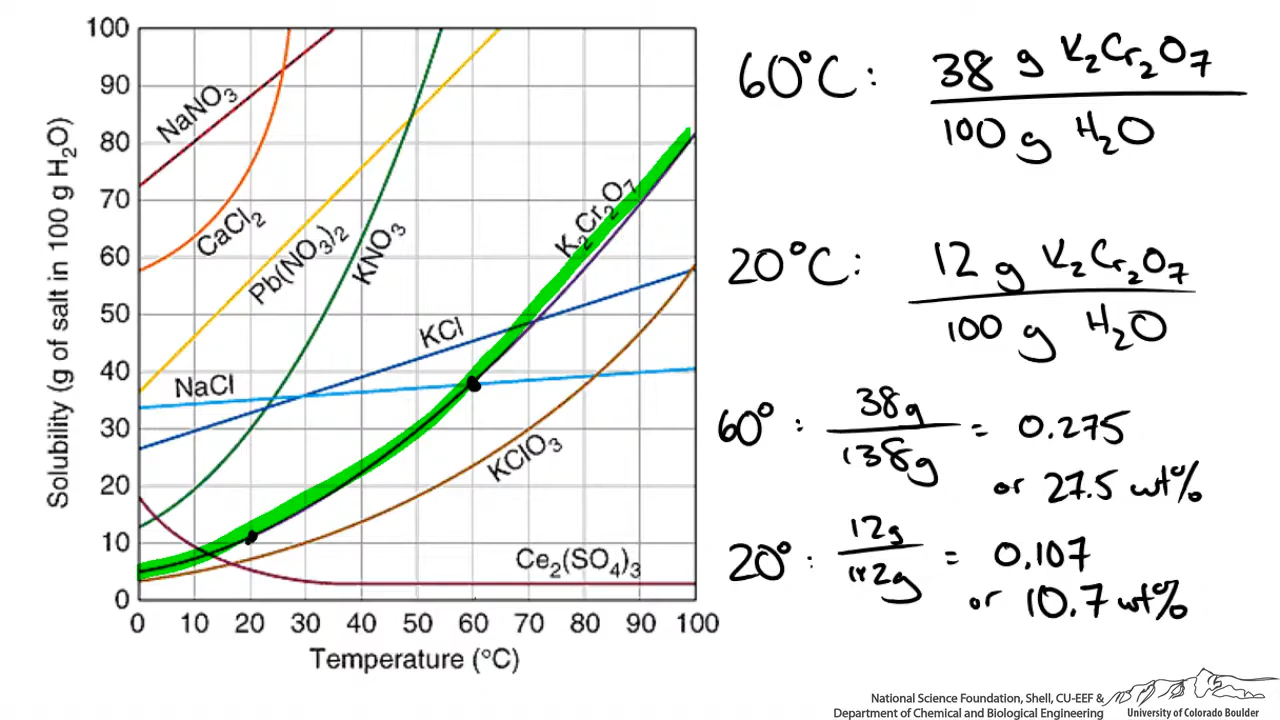 100
90
80
70
60
50
40
30
20
10
0
Solubility (g of salt in 100 g H₂O)
0 10 20 30 40 50 60 70 80 90 100
Temperature (°C)
NaNO₃
CaCl₂
Pb(NO₃)₂
KNO₃
K₂Cr₂O₇
KCl
NaCl
KClO₃
Ce₂(SO₄)₃
60°C: 38 g K₂Cr₂O₇
100 g H₂O
20°C: 12 g K₂Cr₂O₇
100 g H₂O
60° : 38g
138g
= 0.275
or 27.5 wt%
20° : 12g
112g
= 0.107
or 10.7 wt%
National Science Foundation, Shell, CU-EEF &
Department of Chemical and Biological Engineering
University of Colorado Boulder